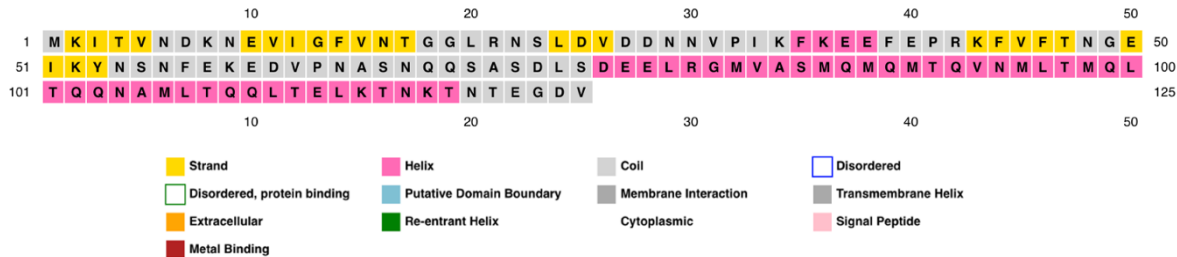 10 20 30 40 50
1 M K I T V N D K N E V I G F V N T G G L R N S L D V D D N N V P I K F K E E F E P R K F V F T N G E 50
51 I K Y N S N F E K E D V P N A S N Q Q S A S D L S D E E L R G M V A S M Q M Q M T Q V N M L T M Q L 100
101 T Q Q N A M L T Q Q L T E L K T N K T N T E G D V 125
10 20 30 40 50
Strand Helix Coil Disordered
Disordered, protein binding Putative Domain Boundary Membrane Interaction Transmembrane Helix
Extracellular Re-entrant Helix Cytoplasmic Signal Peptide
Metal Binding